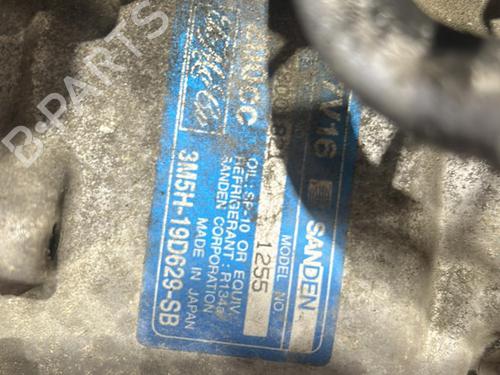 SANDEN
7V16
MODEL NO.
1255
OIL : SP-10 OR EQUIV.
REFRIGERANT : R134a
SANDEN CORPORATION
MADE IN JAPAN
3M5H-19D629-SB
B-PARTS